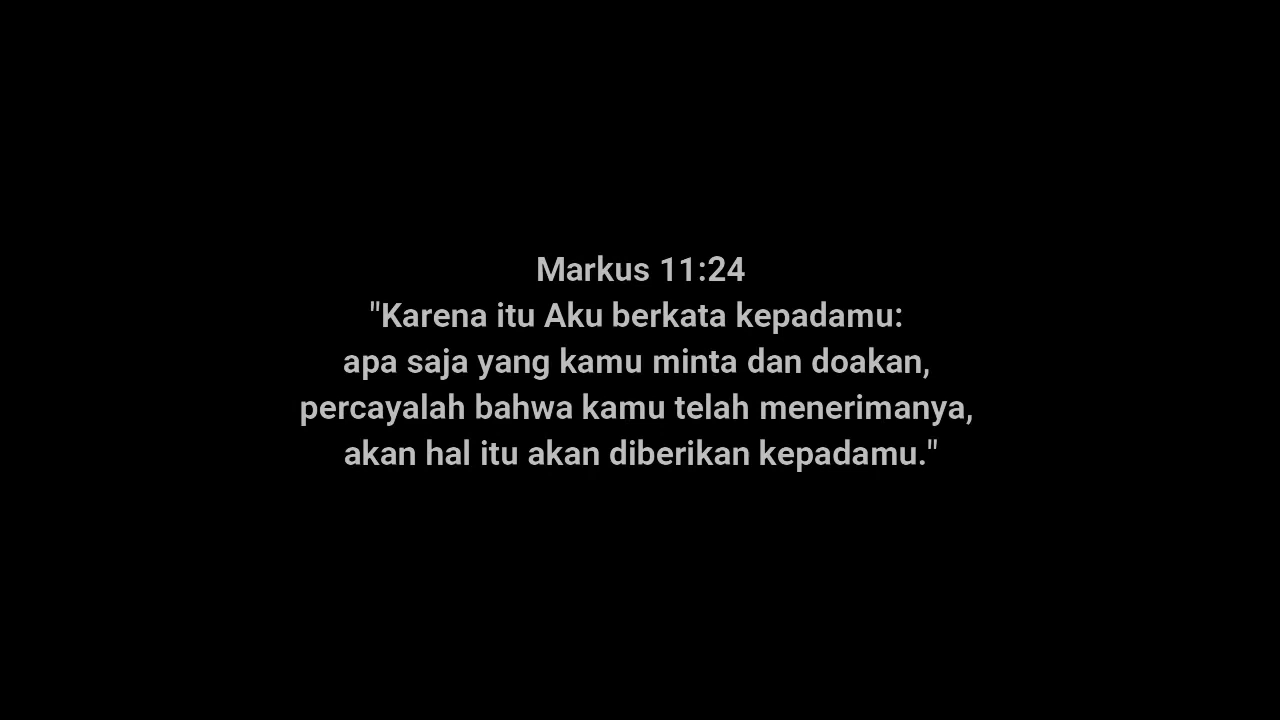 Markus 11:24
"Karena itu Aku berkata kepadamu:
apa saja yang kamu minta dan doakan,
percayalah bahwa kamu telah menerimanya,
akan hal itu akan diberikan kepadamu."